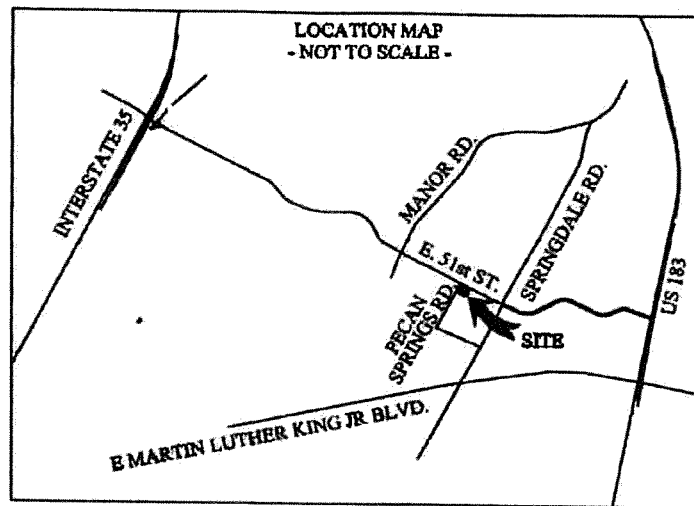 LOCATION MAP
- NOT TO SCALE -
INTERSTATE 35
MANOR RD.
SPRINGDALE RD.
E. 51st ST.
US 183
PECAN
SPRINGS RD.
SITE
E MARTIN LUTHER KING JR BLVD.